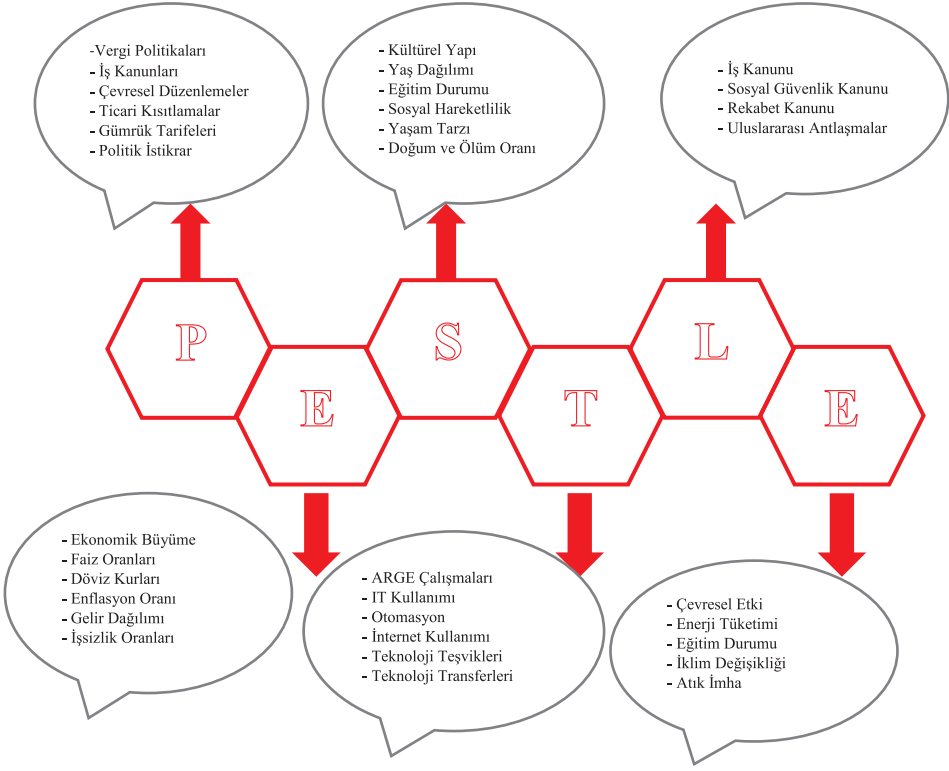 -Vergi Politikaları
- İş Kanunları
- Çevresel Düzenlemeler
- Ticari Kısıtlamalar
- Gümrük Tarifeleri
- Politik İstikrar
- Kültürel Yapı
- Yaş Dağılımı
- Eğitim Durumu
- Sosyal Hareketlilik
- Yaşam Tarzı
- Doğum ve Ölüm Oranı
- İş Kanunu
- Sosyal Güvenlik Kanunu
- Rekabet Kanunu
- Uluslararası Antlaşmalar
P
E
S
T
L
E
- Ekonomik Büyüme
- Faiz Oranları
- Döviz Kurları
- Enflasyon Oranı
- Gelir Dağılımı
- İşsizlik Oranları
- ARGE Çalışmaları
- IT Kullanımı
- Otomasyon
- İnternet Kullanımı
- Teknoloji Teşvikleri
- Teknoloji Transferleri
- Çevresel Etki
- Enerji Tüketimi
- Eğitim Durumu
- İklim Değişikliği
- Atık İmha